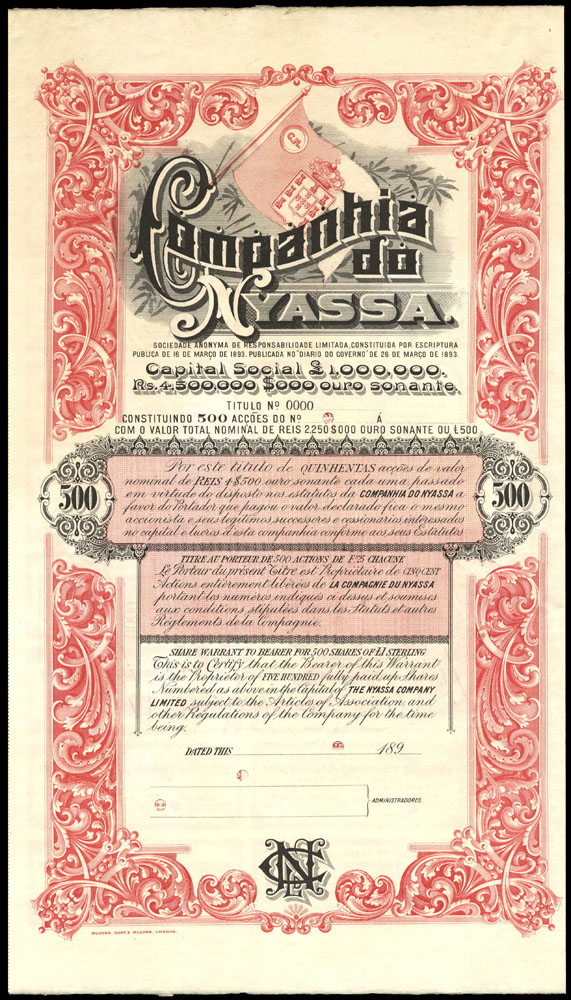 C.N.
Companhia
do
NYASSA.
SOCIEDADE ANONYMA DE RESPONSABILIDADE LIMITADA, CONSTITUIDA POR ESCRIPTURA
PUBLICA DE 16 DE MARÇO DE 1893. PUBLICADA NO "DIARIO DO GOVERNO" DE 26 DE MARÇO DE 1893.
Capital Social £1,000,000.
Rs. 4,500,000 $000 ouro sonante.
TITULO Nº 0000
CONSTITUINDO 500 ACCÕES DO Nº Á
COM O VALOR TOTAL NOMINAL DE REIS 2.250$000 OURO SONANTE OU £500
500
Por este titulo de QUINHENTAS acções de valor
nominal de REIS 4$500 ouro sonante cada uma, passado
em virtude do disposto nos estatutos da COMPANHIA DO NYASSA a
favor do Portador que pagou o valor declarado fica o mesmo
accionista e seus legitimos successores e cessionarios interessados
no capital e lucros d'esta companhia conforme aos seus Estatutos
500
TITRE AU PORTEUR DE 500 ACTIONS DE F.25 CHACUNE
Le Porteur du present Titre est Proprietaire de CINQ CENT
Actions entièrement libérées de LA COMPAGNIE DU NYASSA
portant les numéros indiqués ci dessus et soumises
aux conditions stipulées dans les Statuts et autres
Réglements de la Compagnie.
SHARE WARRANT TO BEARER FOR 500 SHARES OF £1 STERLING
This is to Certify that the Bearer of this Warrant
is the Proprietor of FIVE HUNDRED fully paid up Shares
Numbered as above in the Capital of THE NYASSA COMPANY,
LIMITED subject to the Articles of Association and
other Regulations of the Company for the time
being.
DATED THIS 189
ADMINISTRADORES
LONDON.